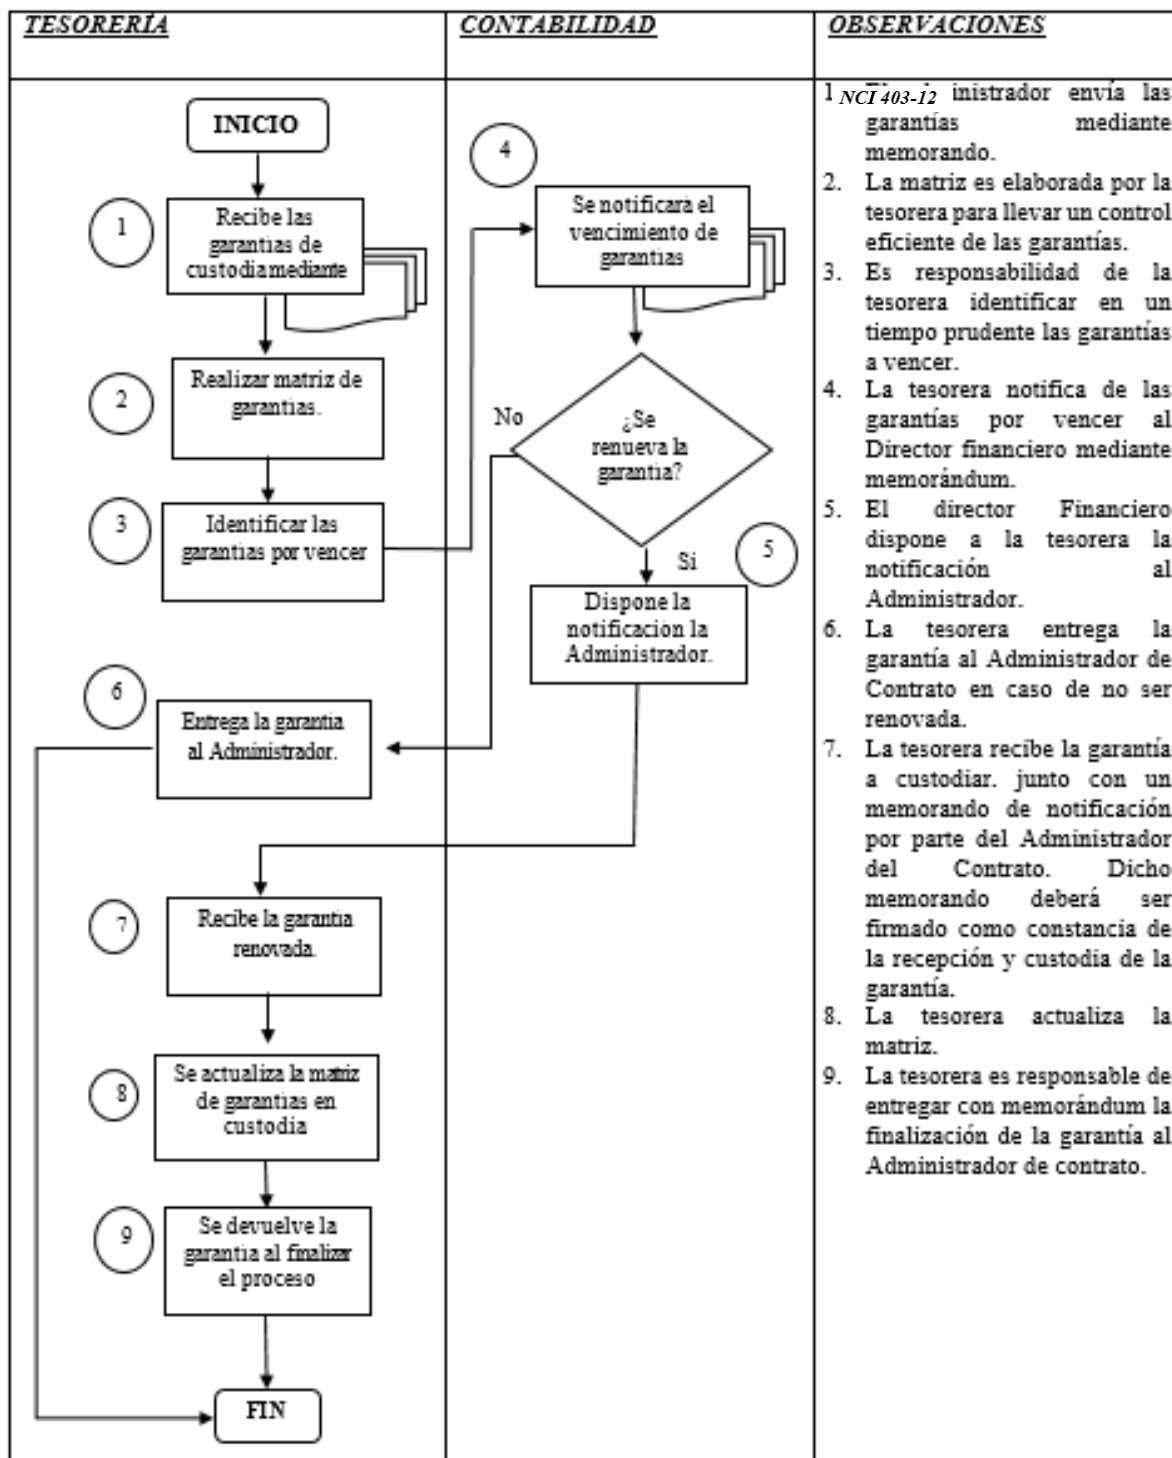 TESORERÍA
CONTABILIDAD
OBSERVACIONES
INICIO
1
Recibe las
garantias de
custodia mediante
2
Realizar matriz de
garantias.
3
Identificar las
garantias por vencer
4
Se notificará el
vencimiento de
garantias
¿Se
renueva la
garantia?
No
Si
5
Dispone la
notificación la
Administrador.
6
Entrega la garantia
al Administrador.
7
Recibe la garantia
renovada.
8
Se actualiza la matriz
de garantias en
custodia
9
Se devuelve la
garantia al finalizar
el proceso
FIN
NCI 403-12
1 inistrador envía las
garantías mediante
memorando.
2. La matriz es elaborada por la
tesorera para llevar un control
eficiente de las garantías.
3. Es responsabilidad de la
tesorera identificar en un
tiempo prudente las garantías
a vencer.
4. La tesorera notifica de las
garantías por vencer al
Director financiero mediante
memorándum.
5. El director Financiero
dispone a la tesorera la
notificación al
Administrador.
6. La tesorera entrega la
garantía al Administrador de
Contrato en caso de no ser
renovada.
7. La tesorera recibe la garantía
a custodiar. junto con un
memorando de notificación
por parte del Administrador
del Contrato. Dicho
memorando deberá ser
firmado como constancia de
la recepción y custodia de la
garantía.
8. La tesorera actualiza la
matriz.
9. La tesorera es responsable de
entregar con memorándum la
finalización de la garantía al
Administrador de contrato.